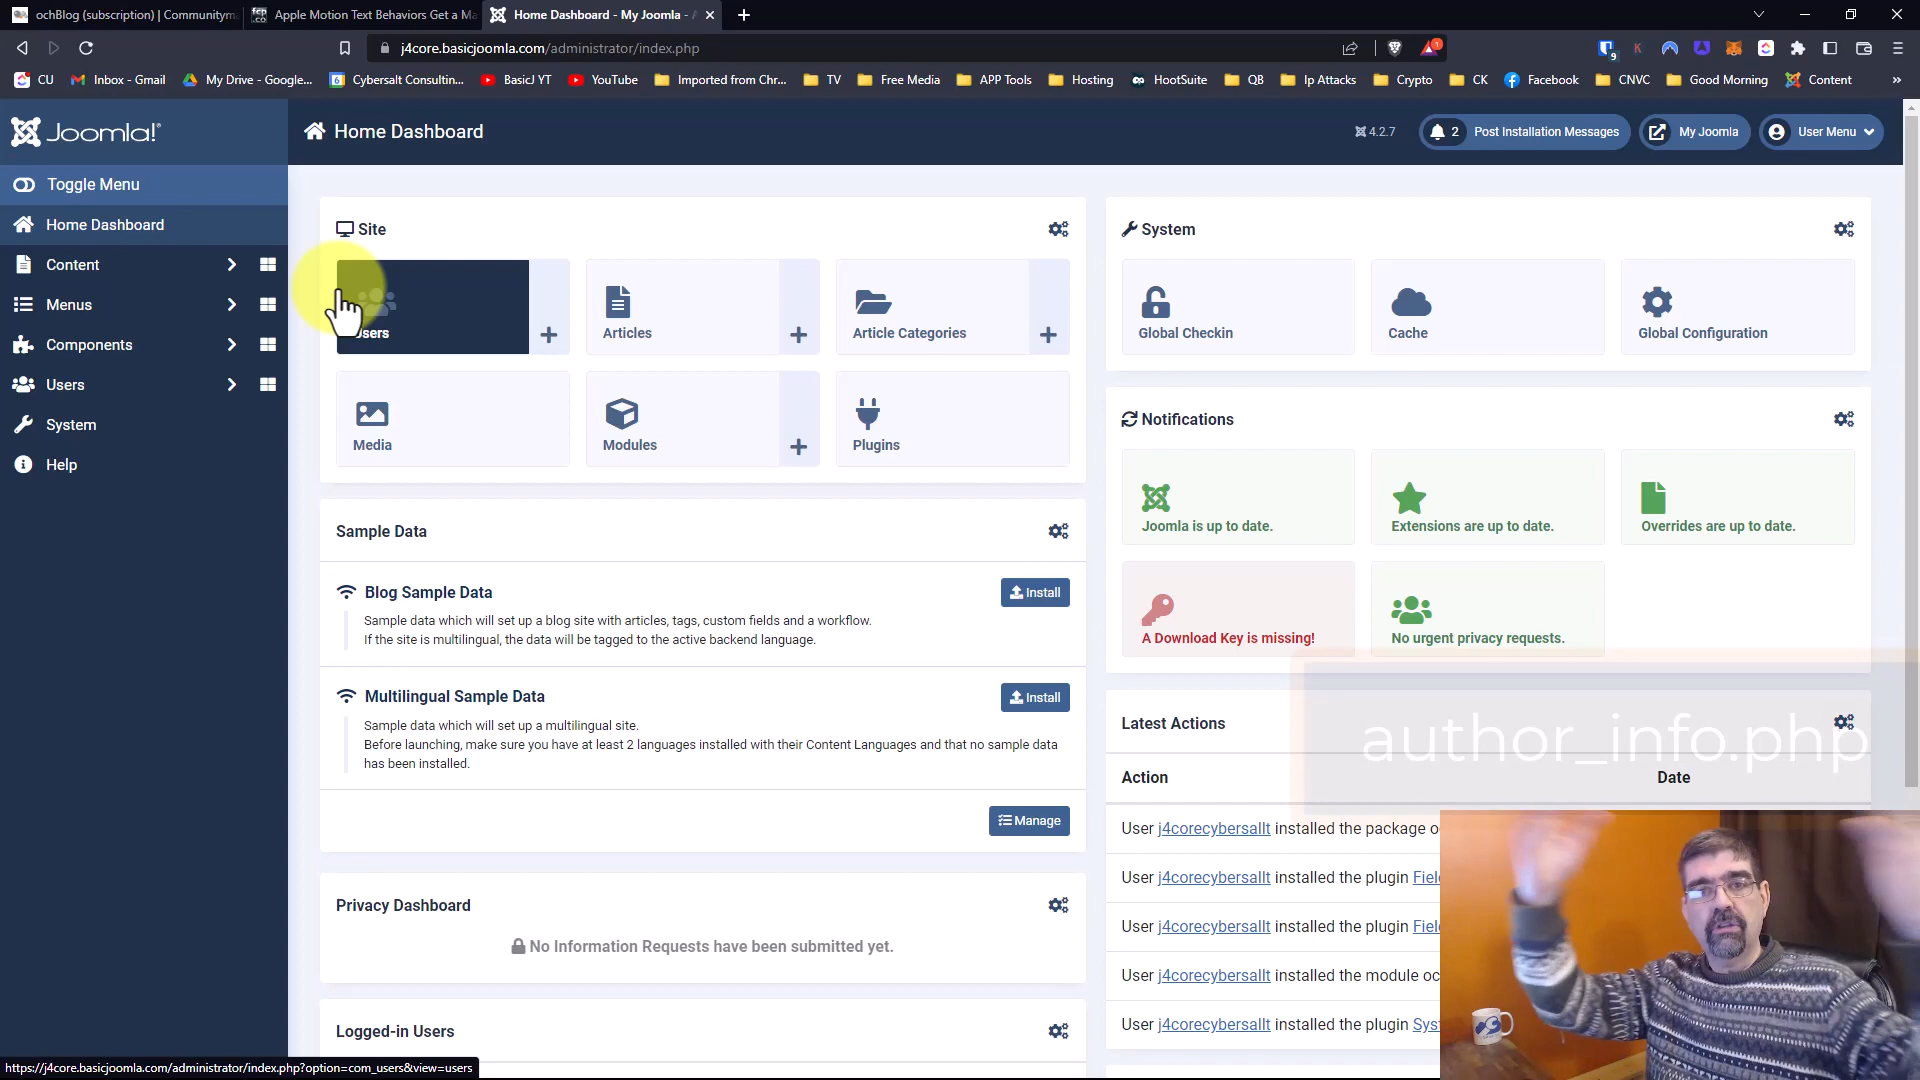 ochBlog (subscription) | Communityma
Apple Motion Text Behaviors Get a Ma
Home Dashboard - My Joomla - A
j4core.basicjoomla.com/administrator/index.php
9
1
CU
Inbox - Gmail
My Drive - Google...
6
Cybersalt Consultin...
BasicJ YT
YouTube
Imported from Chr...
TV
Free Media
APP Tools
Hosting
HootSuite
QB
Ip Attacks
Crypto
CK
Facebook
CNVC
Good Morning
Content
Joomla!
Home Dashboard
4.2.7
2 Post Installation Messages
My Joomla
User Menu
Toggle Menu
Home Dashboard
Content
Menus
Components
Users
System
Help
Site
Articles
Article Categories
Media
Modules
Plugins
Sample Data
Blog Sample Data
Install
Sample data which will set up a blog site with articles, tags, custom fields and a workflow.
If the site is multilingual, the data will be tagged to the active backend language.
Multilingual Sample Data
Install
Sample data which will set up a multilingual site.
Before launching, make sure you have at least 2 languages installed with their Content Languages and that no sample data
has been installed.
Manage
Privacy Dashboard
No Information Requests have been submitted yet.
Logged-in Users
System
Global Checkin
Cache
Global Configuration
Notifications
Joomla is up to date.
Extensions are up to date.
Overrides are up to date.
A Download Key is missing!
No urgent privacy requests.
Latest Actions
author_info.php
Action
Date
User j4corecybersallt installed the package o
User j4corecybersallt installed the plugin Fiel
User j4corecybersallt installed the plugin Fiel
User j4corecybersallt installed the module oc
User j4corecybersallt installed the plugin Sys
https://j4core.basicjoomla.com/administrator/index.php?option=com_users&view=users